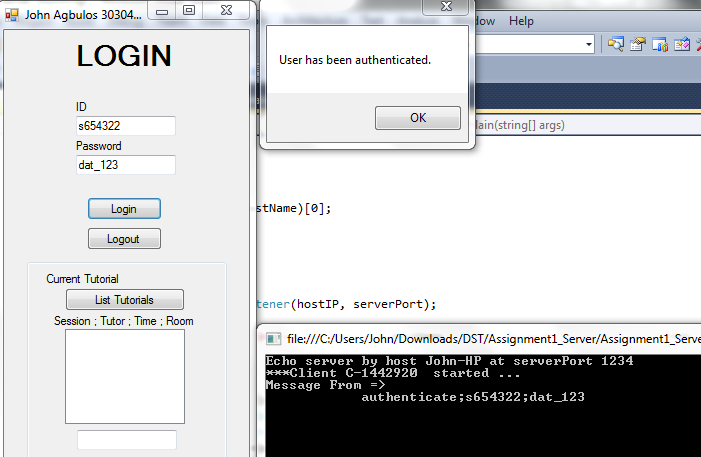 John Agbulos 30304...
LOGIN
ID
s654322
Password
dat_123
Login
Logout
Current Tutorial
List Tutorials
Session ; Tutor ; Time ; Room
User has been authenticated.
OK
dow Help
ain(string[] args)
stName)[0];
tener(hostIP, serverPort);
file:///C:/Users/John/Downloads/DST/Assignment1_Server/Assignment1_Serve
Echo server by host John-HP at serverPort 1234
***Client C-1442920 started ...
Message From =>
authenticate;s654322;dat_123